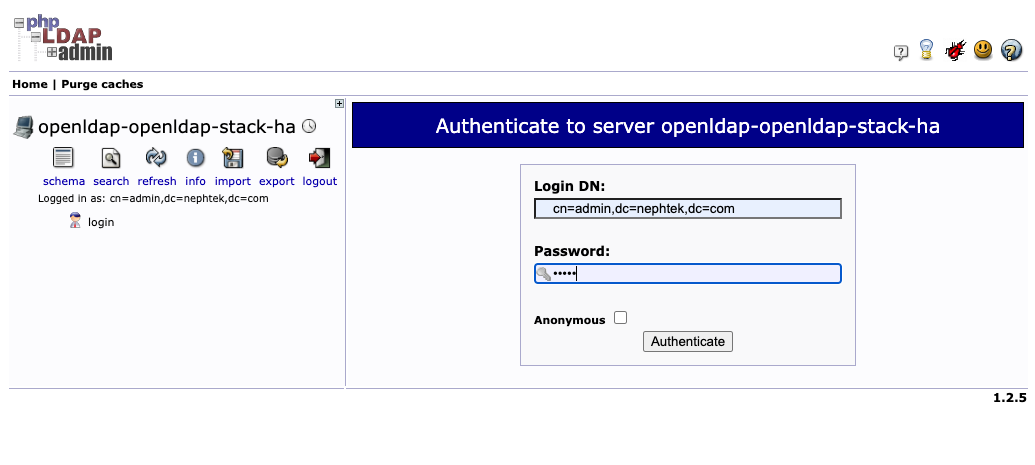 php
LDAP
admin
Home | Purge caches
openldap-openldap-stack-ha
schema search refresh info import export logout
Logged in as: cn=admin,dc=nephtek,dc=com
login
Authenticate to server openldap-openldap-stack-ha
Login DN:
cn=admin,dc=nephtek,dc=com
Password:
•••••
Anonymous
Authenticate
1.2.5